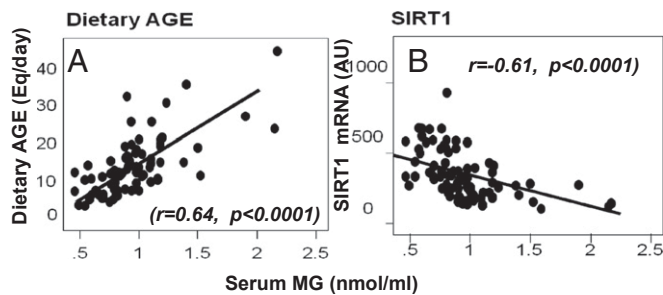 Dietary AGE
A
Dietary AGE (Eq/day)
40
30
20
10
0
(r=0.64, p<0.0001)
.5 1 1.5 2 2.5
SIRT1
B
SIRT1 mRNA (AU)
1000
500
0
r=-0.61, p<0.0001)
.5 1 1.5 2 2.5
Serum MG (nmol/ml)